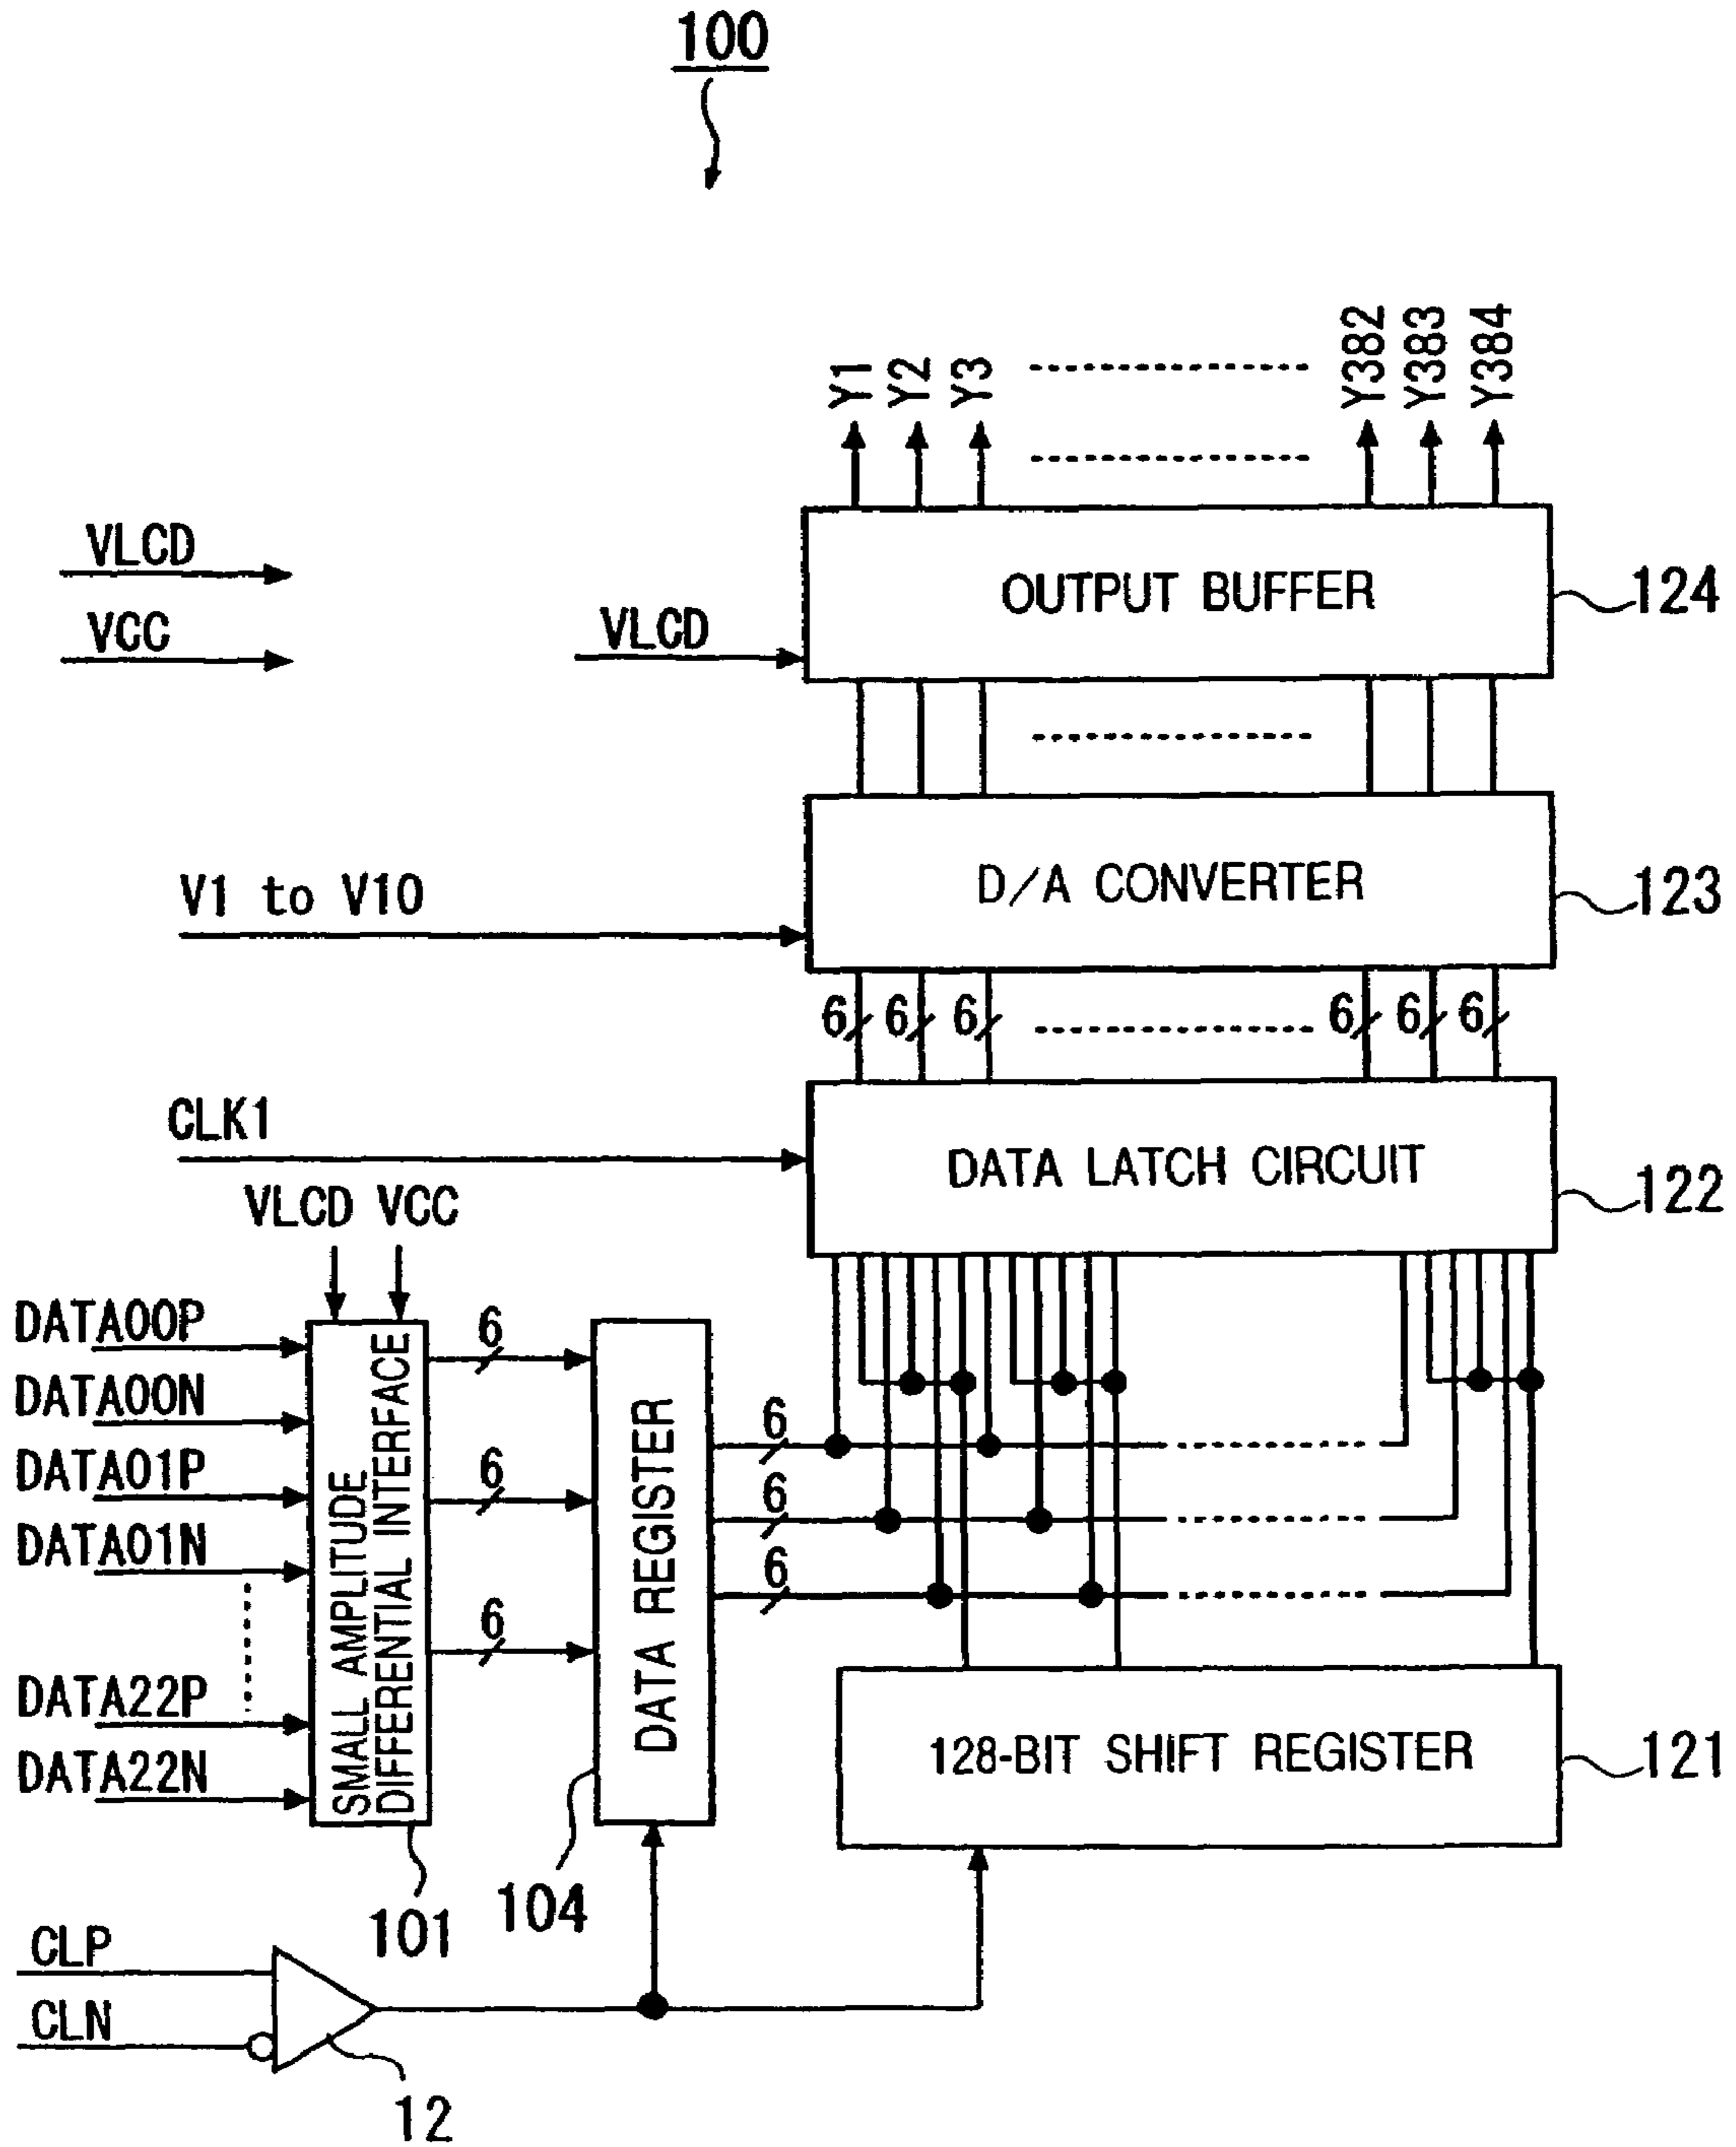 100
Y1 Y2 Y3 Y382 Y383 Y384
VLCD
VCC
VLCD
OUTPUT BUFFER
124
V1 to V10
D/A CONVERTER
123
6 6 6 6 6 6
CLK1
DATA LATCH CIRCUIT
122
VLCD VCC
DATA00P
DATA00N
DATA01P
DATA01N
DATA22P
DATA22N
SMALL AMPLITUDE
DIFFERENTIAL INTERFACE
101
6
6
6
DATA REGISTER
104
6
6
6
128-BIT SHIFT REGISTER
121
CLP
CLN
12